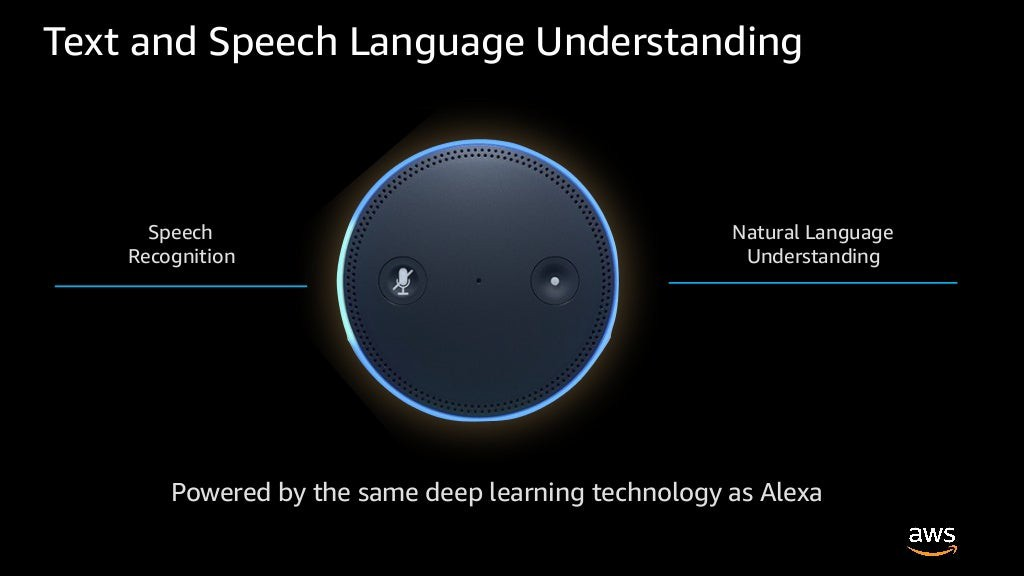 Text and Speech Language Understanding
Speech
Recognition
Natural Language
Understanding
Powered by the same deep learning technology as Alexa
aws